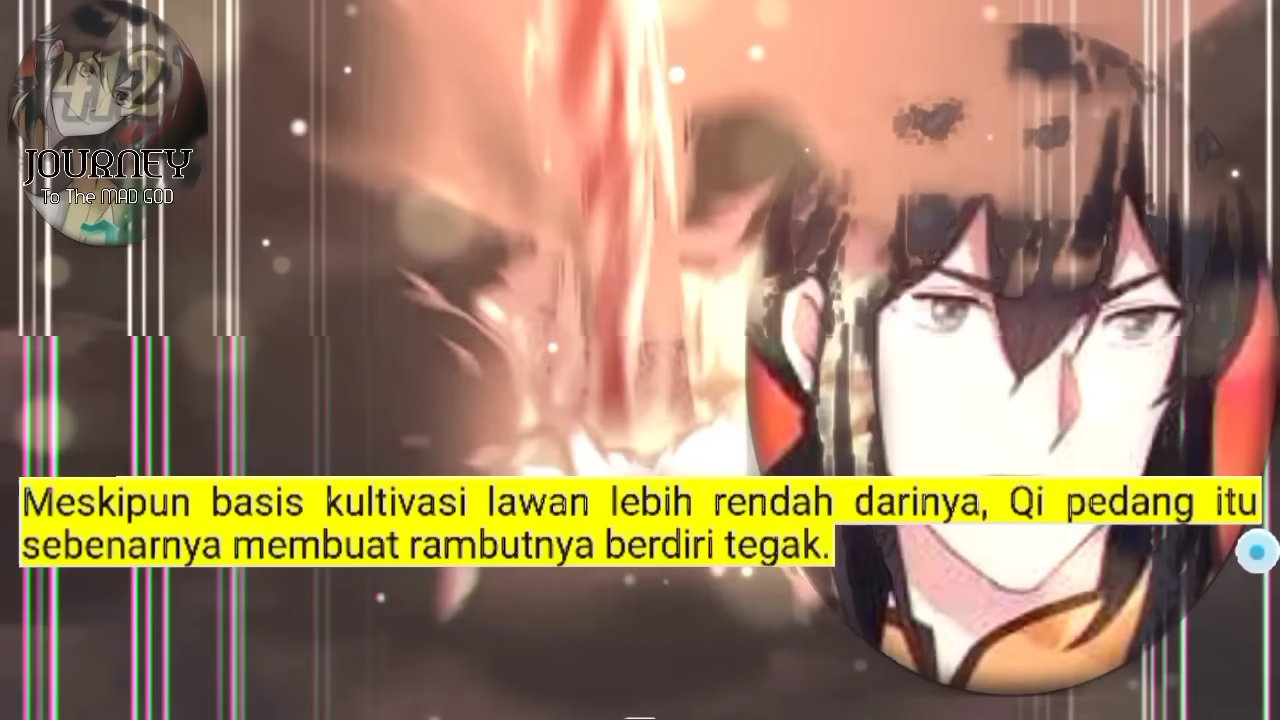 412
JOURNEY
To The MAD GOD
Meskipun basis kultivasi lawan lebih rendah darinya, Qi pedang itu
sebenarnya membuat rambutnya berdiri tegak.